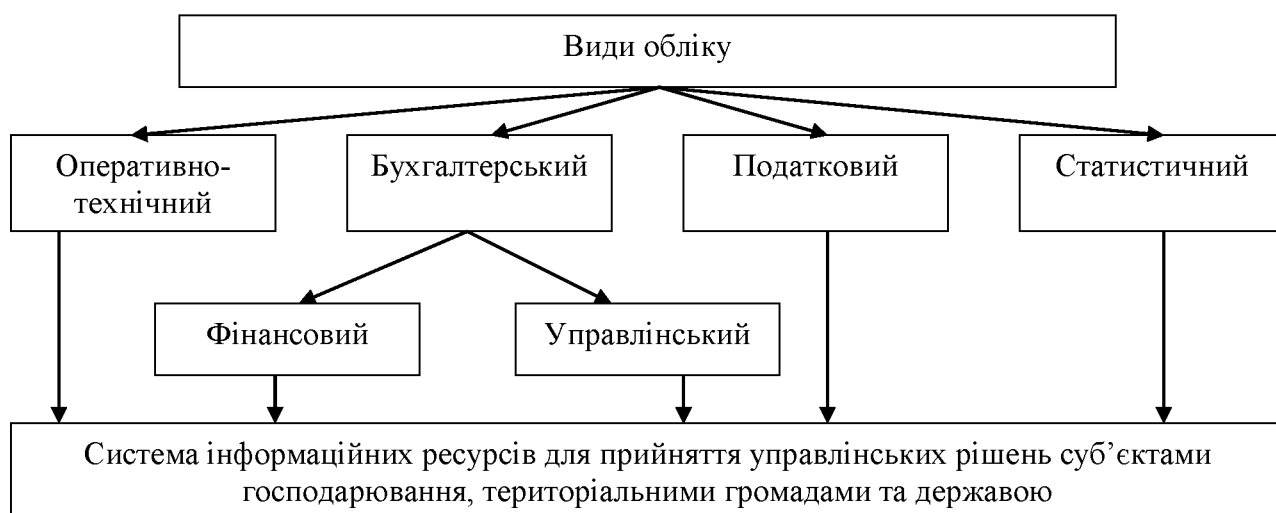 Види обліку
Оперативно-
технічний
Бухгалтерський
Податковий
Статистичний
Фінансовий
Управлінський
Система інформаційних ресурсів для прийняття управлінських рішень суб’єктами
господарювання, територіальними громадами та державою